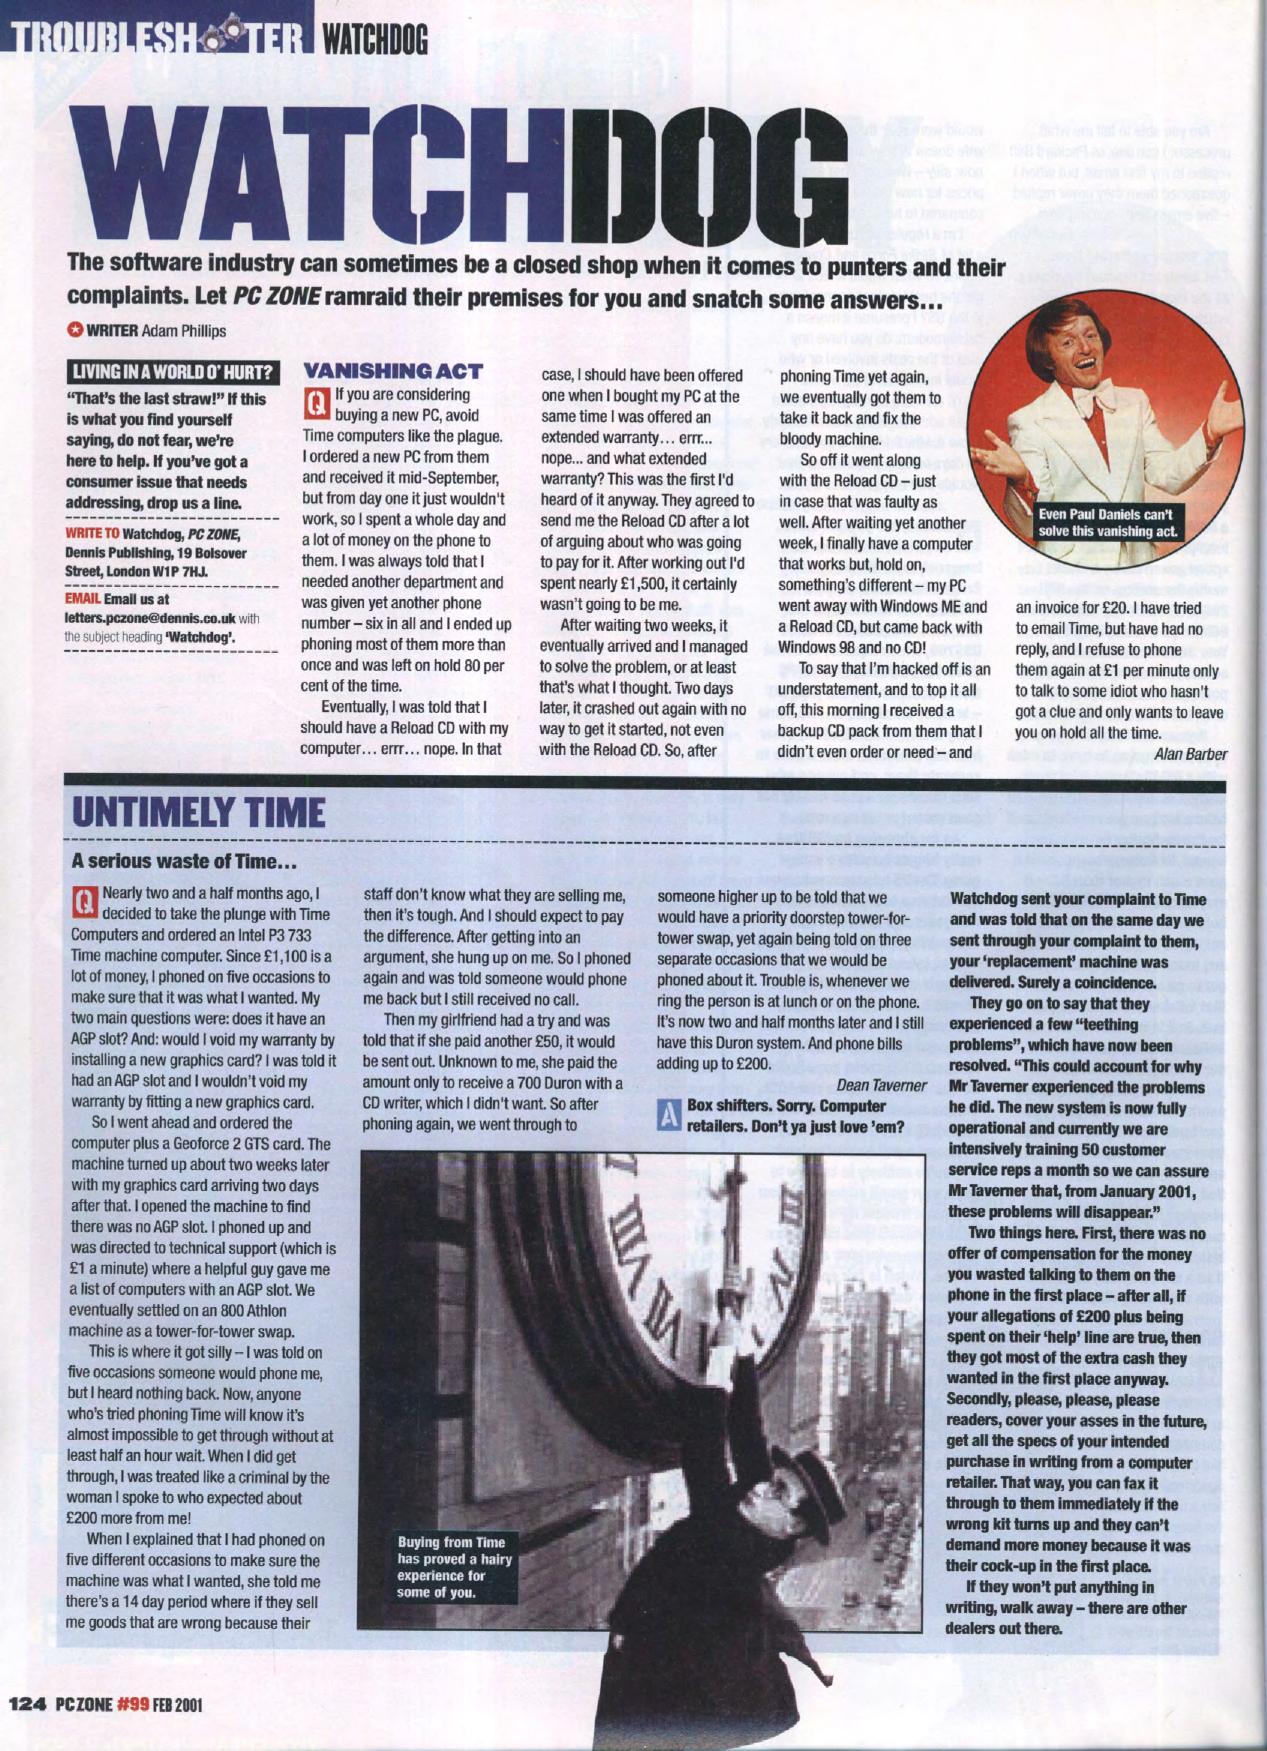 TROUBLESHOOTER WATCHDOG
WATCHDOG
The software industry can sometimes be a closed shop when it comes to punters and their
complaints. Let PC ZONE ramraid their premises for you and snatch some answers...
WRITER Adam Phillips
LIVING IN A WORLD O' HURT?
“That's the last straw!” If this
is what you find yourself
saying, do not fear, we're
here to help. If you've got a
consumer issue that needs
addressing, drop us a line.
WRITE TO Watchdog, PC ZONE,
Dennis Publishing, 19 Bolsover
Street, London W1P 7HJ.
EMAIL Email us at
letters.pczone@dennis.co.uk with
the subject heading ‘Watchdog’.
VANISHING ACT
Q If you are considering
buying a new PC, avoid
Time computers like the plague.
I ordered a new PC from them
and received it mid-September,
but from day one it just wouldn't
work, so I spent a whole day and
a lot of money on the phone to
them. I was always told that I
needed another department and
was given yet another phone
number – six in all and I ended up
phoning most of them more than
once and was left on hold 80 per
cent of the time.
Eventually, I was told that I
should have a Reload CD with my
computer... errr... nope. In that
case, I should have been offered
one when I bought my PC at the
same time I was offered an
extended warranty... errr...
nope... and what extended
warranty? This was the first I'd
heard of it anyway. They agreed to
send me the Reload CD after a lot
of arguing about who was going
to pay for it. After working out I'd
spent nearly £1,500, it certainly
wasn't going to be me.
After waiting two weeks, it
eventually arrived and I managed
to solve the problem, or at least
that's what I thought. Two days
later, it crashed out again with no
way to get it started, not even
with the Reload CD. So, after
phoning Time yet again,
we eventually got them to
take it back and fix the
bloody machine.
So off it went along
with the Reload CD – just
in case that was faulty as
well. After waiting yet another
week, I finally have a computer
that works but, hold on,
something's different – my PC
went away with Windows ME and
a Reload CD, but came back with
Windows 98 and no CD!
To say that I'm hacked off is an
understatement, and to top it all
off, this morning I received a
backup CD pack from them that I
didn't even order or need – and
Even Paul Daniels can't
solve this vanishing act.
an invoice for £20. I have tried
to email Time, but have had no
reply, and I refuse to phone
them again at £1 per minute only
to talk to some idiot who hasn't
got a clue and only wants to leave
you on hold all the time.
Alan Barber
UNTIMELY TIME
A serious waste of Time...
Q Nearly two and a half months ago, I
decided to take the plunge with Time
Computers and ordered an Intel P3 733
Time machine computer. Since £1,100 is a
lot of money, I phoned on five occasions to
make sure that it was what I wanted. My
two main questions were: does it have an
AGP slot? And: would I void my warranty by
installing a new graphics card? I was told it
had an AGP slot and I wouldn't void my
warranty by fitting a new graphics card.
So I went ahead and ordered the
computer plus a Geoforce 2 GTS card. The
machine turned up about two weeks later
with my graphics card arriving two days
after that. I opened the machine to find
there was no AGP slot. I phoned up and
was directed to technical support (which is
£1 a minute) where a helpful guy gave me
a list of computers with an AGP slot. We
eventually settled on an 800 Athlon
machine as a tower-for-tower swap.
This is where it got silly – I was told on
five occasions someone would phone me,
but I heard nothing back. Now, anyone
who's tried phoning Time will know it's
almost impossible to get through without at
least half an hour wait. When I did get
through, I was treated like a criminal by the
woman I spoke to who expected about
£200 more from me!
When I explained that I had phoned on
five different occasions to make sure the
machine was what I wanted, she told me
there's a 14 day period where if they sell
me goods that are wrong because their
staff don't know what they are selling me,
then it's tough. And I should expect to pay
the difference. After getting into an
argument, she hung up on me. So I phoned
again and was told someone would phone
me back but I still received no call.
Then my girlfriend had a try and was
told that if she paid another £50, it would
be sent out. Unknown to me, she paid the
amount only to receive a 700 Duron with a
CD writer, which I didn't want. So after
phoning again, we went through to
someone higher up to be told that we
would have a priority doorstep tower-for-
tower swap, yet again being told on three
separate occasions that we would be
phoned about it. Trouble is, whenever we
ring the person is at lunch or on the phone.
It's now two and half months later and I still
have this Duron system. And phone bills
adding up to £200.
Dean Taverner
A Box shifters. Sorry. Computer
retailers. Don't ya just love 'em?
Buying from Time
has proved a hairy
experience for
some of you.
Watchdog sent your complaint to Time
and was told that on the same day we
sent through your complaint to them,
your ‘replacement’ machine was
delivered. Surely a coincidence.
They go on to say that they
experienced a few “teething
problems”, which have now been
resolved. “This could account for why
Mr Taverner experienced the problems
he did. The new system is now fully
operational and currently we are
intensively training 50 customer
service reps a month so we can assure
Mr Taverner that, from January 2001,
these problems will disappear.”
Two things here. First, there was no
offer of compensation for the money
you wasted talking to them on the
phone in the first place – after all, if
your allegations of £200 plus being
spent on their ‘help’ line are true, then
they got most of the extra cash they
wanted in the first place anyway.
Secondly, please, please, please
readers, cover your asses in the future,
get all the specs of your intended
purchase in writing from a computer
retailer. That way, you can fax it
through to them immediately if the
wrong kit turns up and they can't
demand more money because it was
their cock-up in the first place.
If they won't put anything in
writing, walk away – there are other
dealers out there.
124 PCZONE #99 FEB 2001